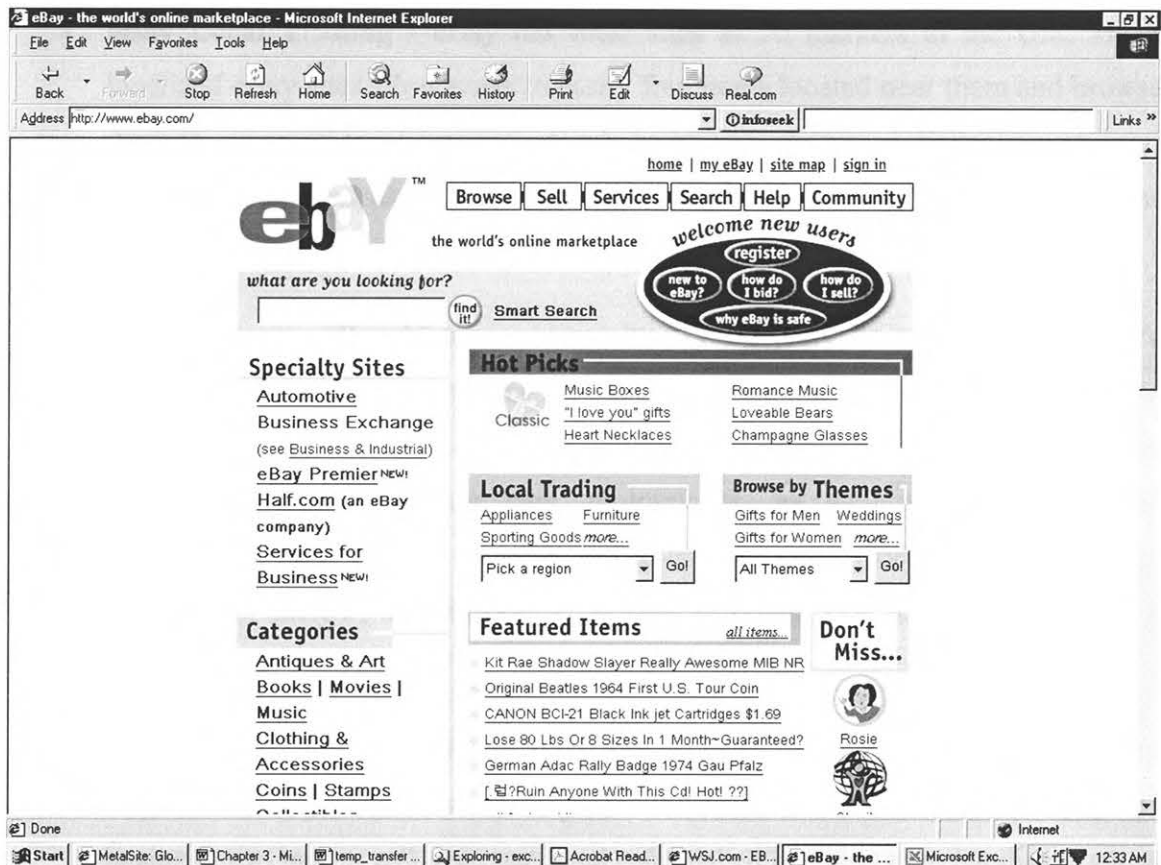 eBay - the world's online marketplace - Microsoft Internet Explorer
File Edit View Favorites Tools Help
Back Forward Stop Refresh Home Search Favorites History Print Edit Discuss Real.com
Address http://www.ebay.com/ infoseek Links »
home | my eBay | site map | sign in
ebaY™
Browse Sell Services Search Help Community
the world's online marketplace
welcome new users
register
new to eBay?
how do I bid?
how do I sell?
why eBay is safe
what are you looking for?
find it!
Smart Search
Specialty Sites
Automotive
Business Exchange
(see Business & Industrial)
eBay Premier NEW!
Half.com (an eBay
company)
Services for
Business NEW!
Categories
Antiques & Art
Books | Movies |
Music
Clothing &
Accessories
Coins | Stamps
Hot Picks
Classic
Music Boxes Romance Music
"I love you" gifts Loveable Bears
Heart Necklaces Champagne Glasses
Local Trading
Appliances Furniture
Sporting Goods more...
Pick a region Go!
Browse by Themes
Gifts for Men Weddings
Gifts for Women more...
All Themes Go!
Featured Items all items...
Kit Rae Shadow Slayer Really Awesome MIB NR
Original Beatles 1964 First U.S. Tour Coin
CANON BCI-21 Black Ink jet Cartridges $1.69
Lose 80 Lbs Or 8 Sizes In 1 Month~Guaranteed?
German Adac Rally Badge 1974 Gau Pfalz
[.럴?Ruin Anyone With This Cd! Hot! ??]
Don't
Miss...
Rosie
Done Internet
Start MetalSite: Glo... Chapter 3 - Mi... temp_transfer ... Exploring - exc... Acrobat Read... WSJ.com - EB... eBay - the ... Microsoft Exc... 12:33 AM